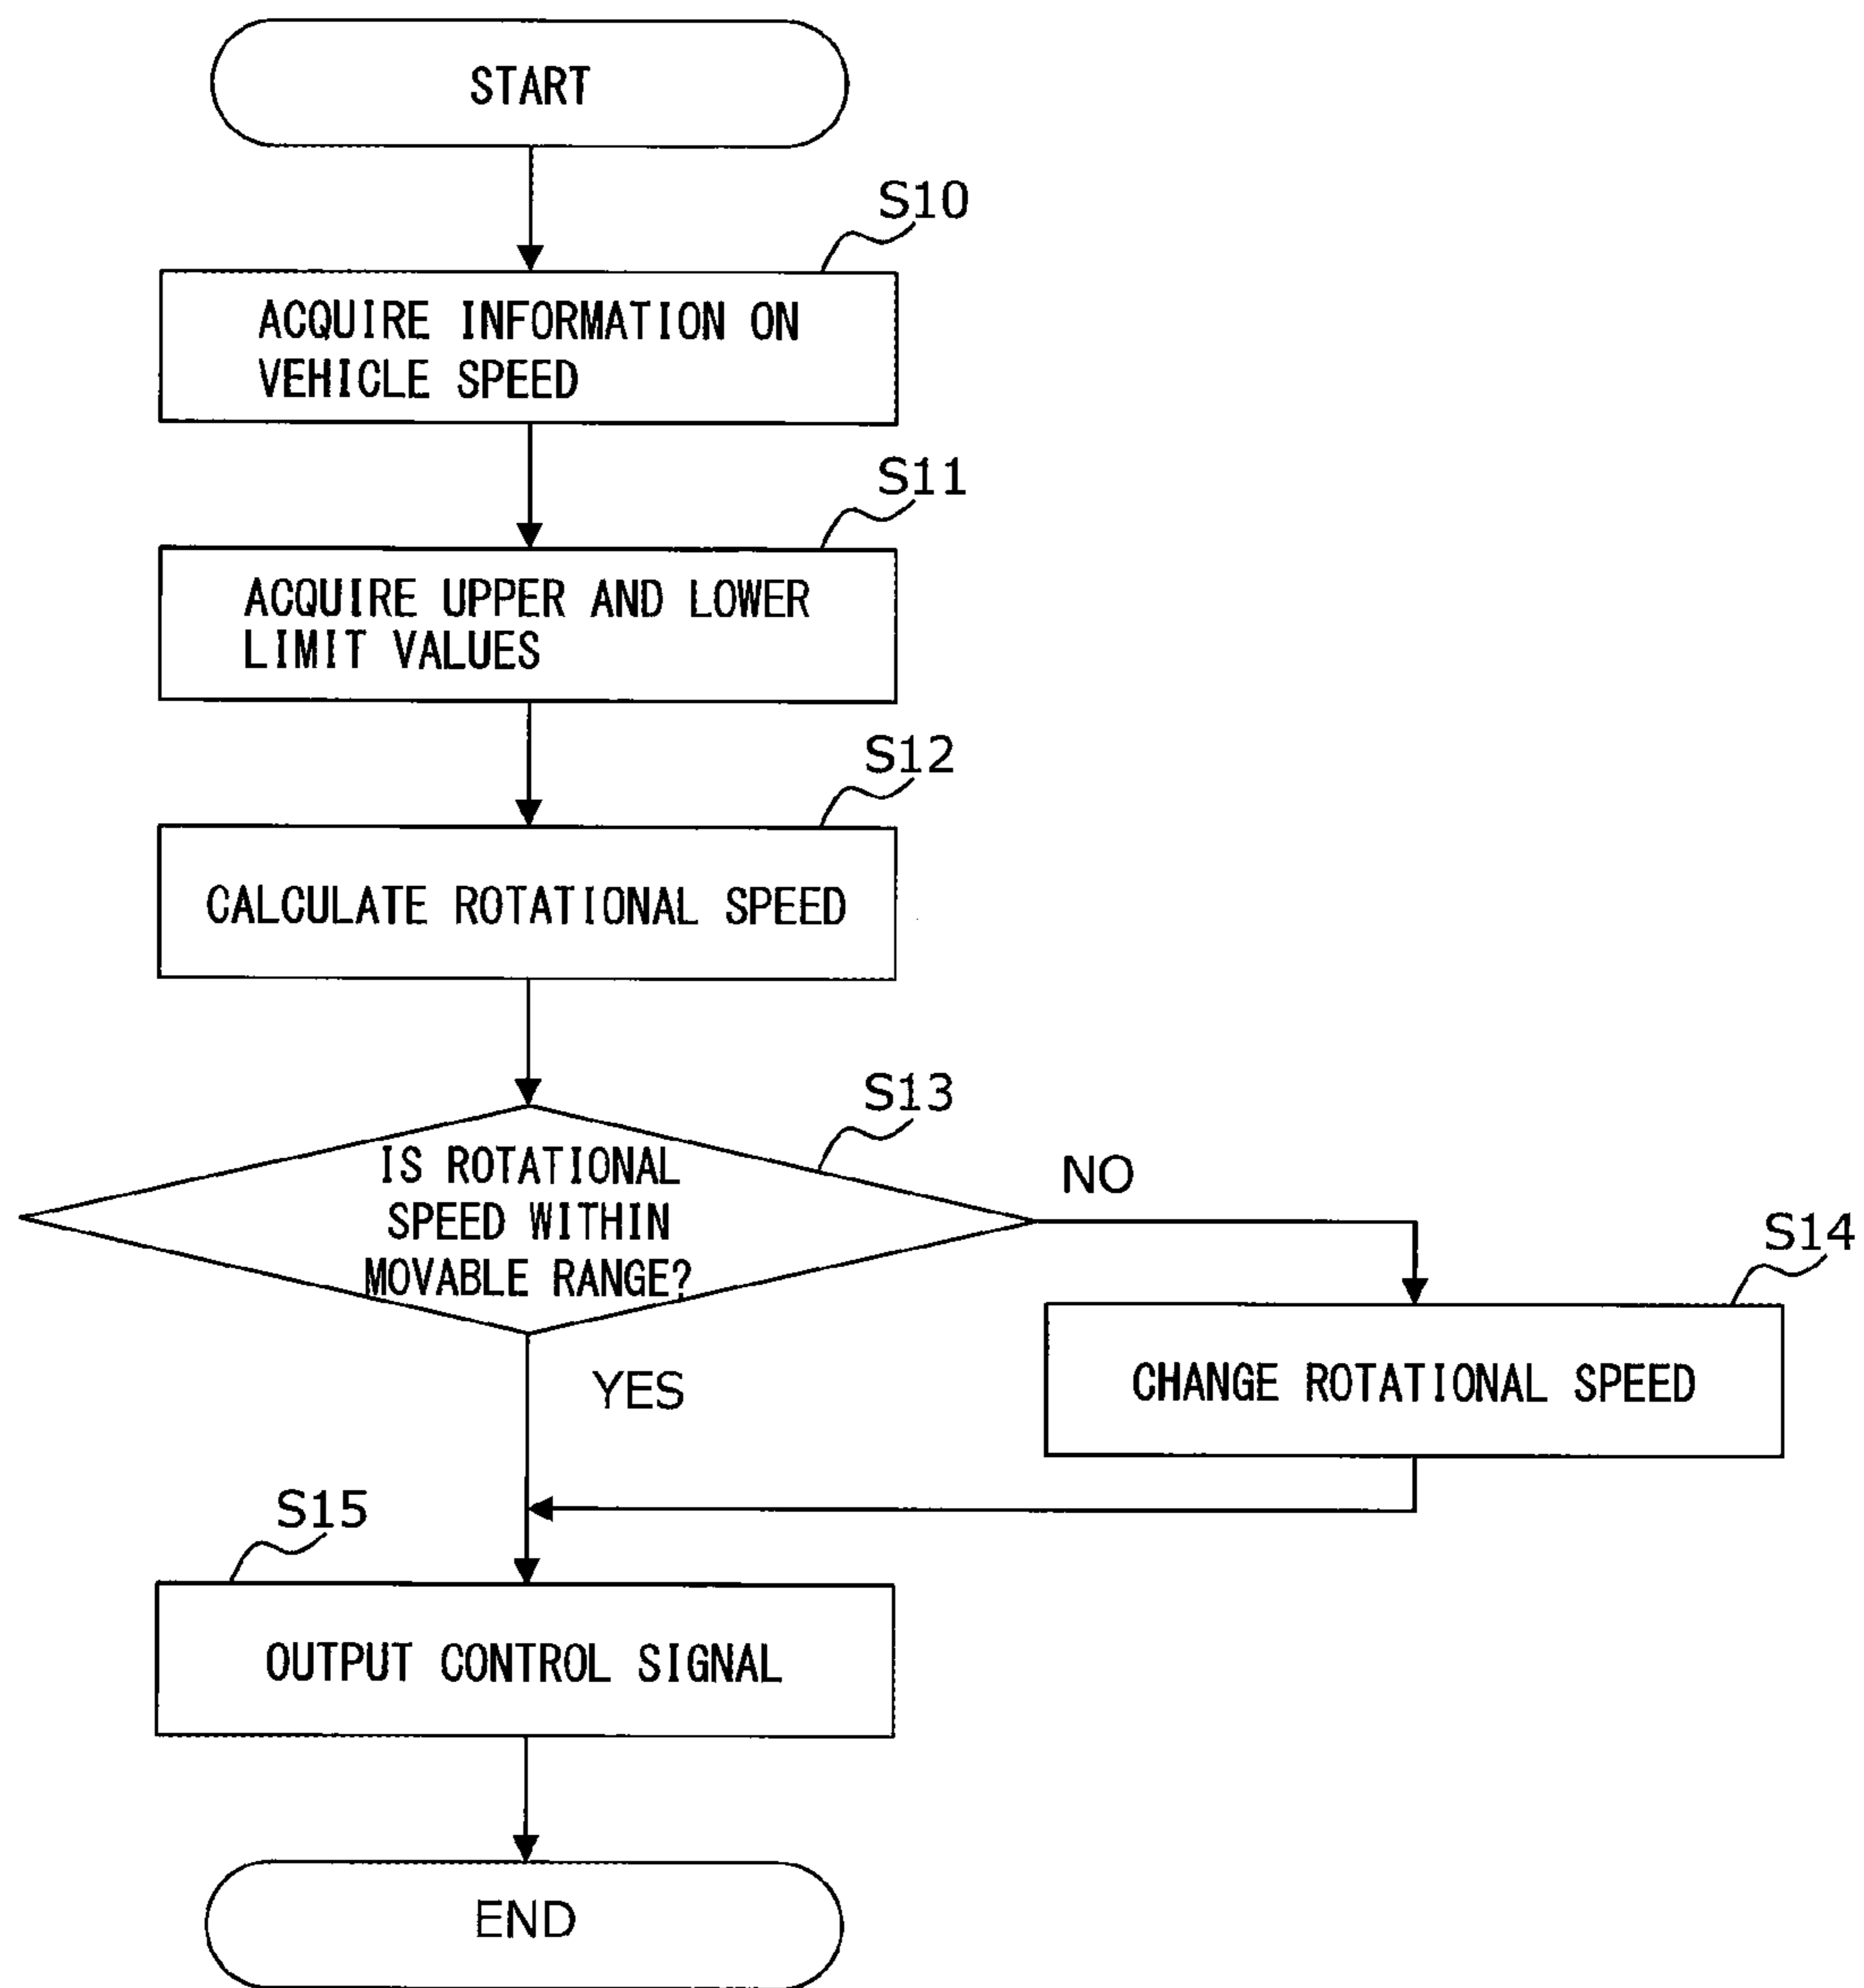 START
S10
ACQUIRE INFORMATION ON
VEHICLE SPEED
S11
ACQUIRE UPPER AND LOWER
LIMIT VALUES
S12
CALCULATE ROTATIONAL SPEED
S13
IS ROTATIONAL
SPEED WITHIN
MOVABLE RANGE?
NO
S14
CHANGE ROTATIONAL SPEED
YES
S15
OUTPUT CONTROL SIGNAL
END